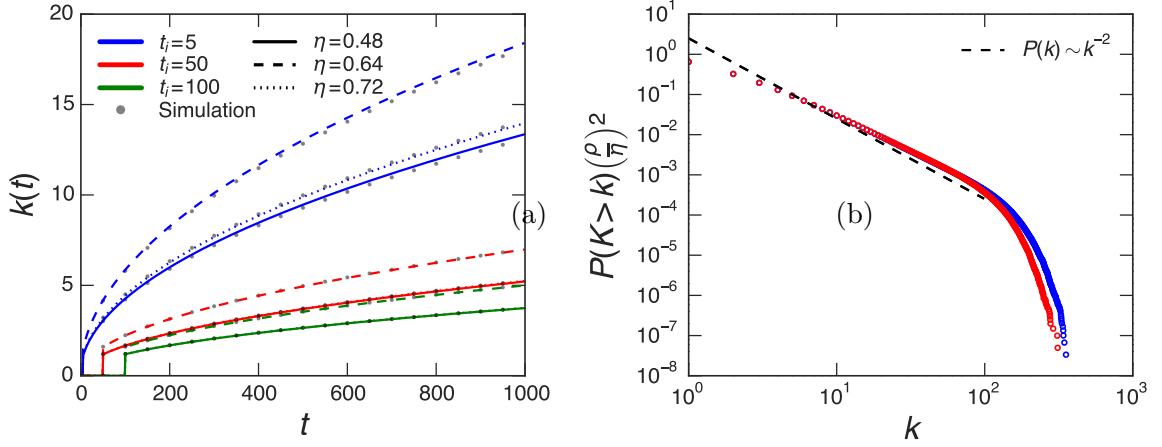 20
15
10
5
0
k(t)
t_i=5
t_i=50
t_i=100
Simulation
η=0.48
η=0.64
η=0.72
0 200 400 600 800 1000
t
(a)
10^1
10^0
10^-1
10^-2
10^-3
10^-4
10^-5
10^-6
10^-7
10^-8
P(K>k)(ρ/η)^2
P(k)∼k^-2
(b)
10^0 10^1 10^2 10^3
k